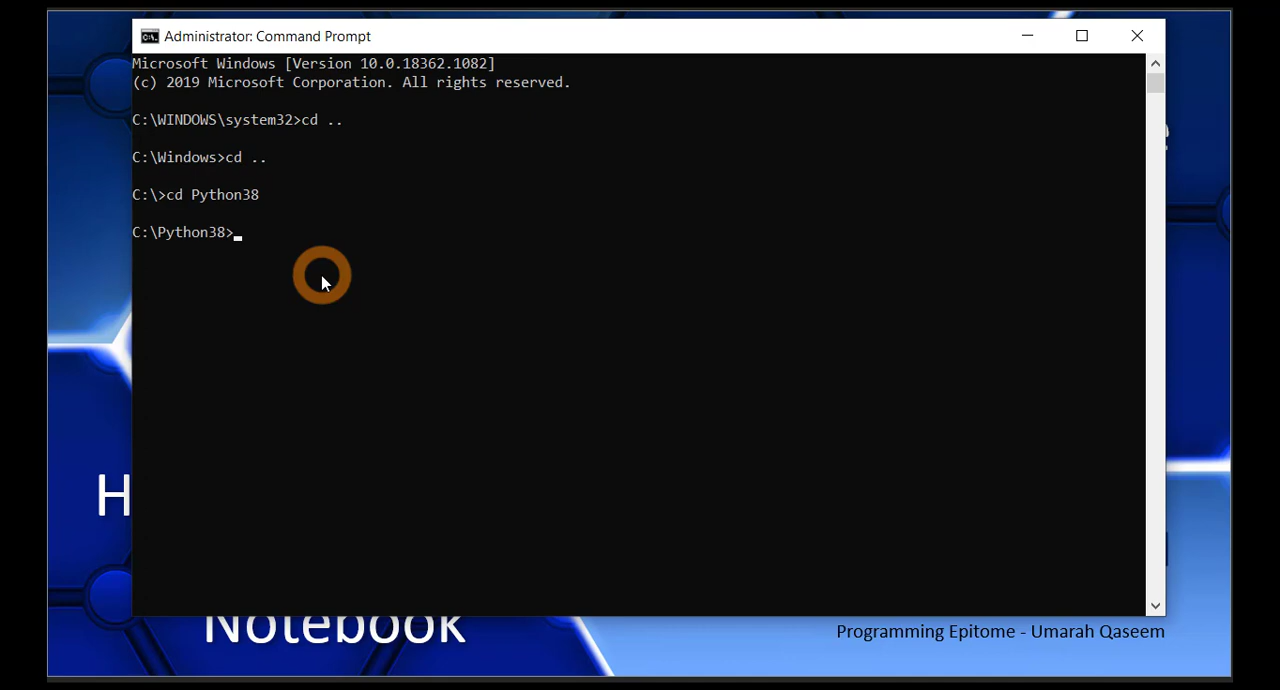 Administrator: Command Prompt
Microsoft Windows [Version 10.0.18362.1082]
(c) 2019 Microsoft Corporation. All rights reserved.
C:\WINDOWS\system32>cd ..
C:\Windows>cd ..
C:\>cd Python38
C:\Python38>
H
Notebook
Programming Epitome - Umarah Qaseem